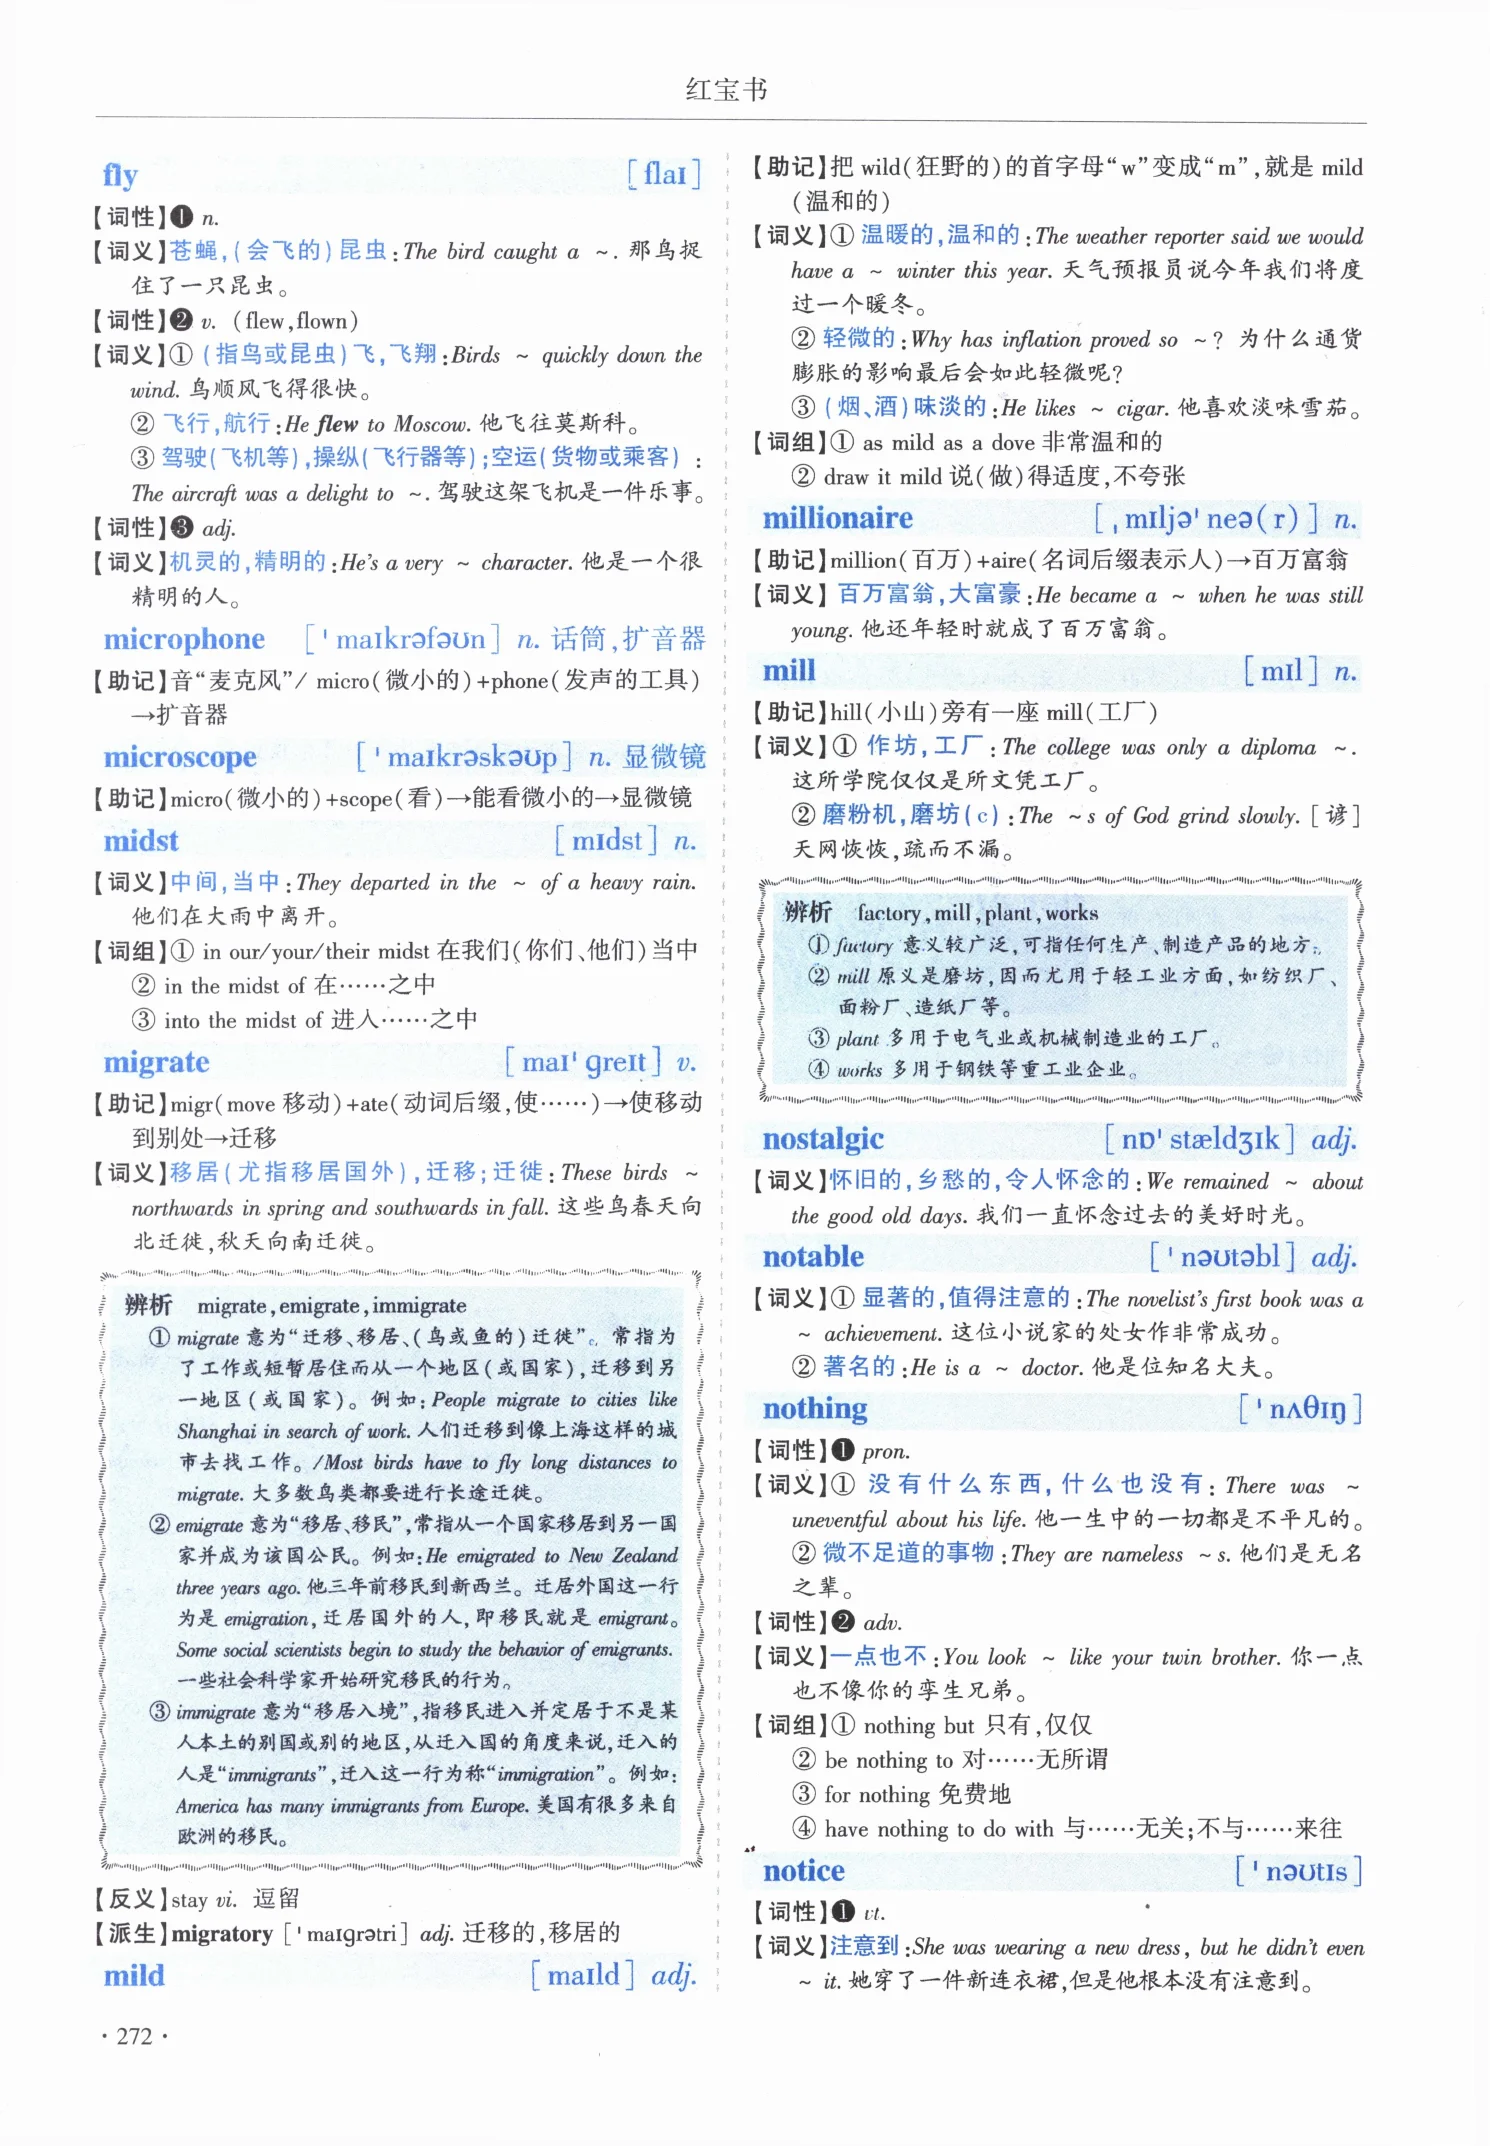 红宝书
fly [flaɪ]
【词性】❶ n.
【词义】苍蝇,(会飞的)昆虫:The bird caught a ~. 那鸟捉
住了一只昆虫。
【词性】❷ v. (flew,flown)
【词义】①(指鸟或昆虫)飞,飞翔:Birds ~ quickly down the
wind. 鸟顺风飞得很快。
② 飞行,航行:He flew to Moscow. 他飞往莫斯科。
③ 驾驶(飞机等),操纵(飞行器等);空运(货物或乘客):
The aircraft was a delight to ~. 驾驶这架飞机是一件乐事。
【词性】❸ adj.
【词义】机灵的,精明的:He's a very ~ character. 他是一个很
精明的人。
microphone [ˈmaɪkrəfəʊn] n. 话筒,扩音器
【助记】音“麦克风”/ micro(微小的)+phone(发声的工具)
→扩音器
microscope [ˈmaɪkrəskəʊp] n. 显微镜
【助记】micro(微小的)+scope(看)→能看微小的→显微镜
midst [mɪdst] n.
【词义】中间,当中:They departed in the ~ of a heavy rain.
他们在大雨中离开。
【词组】① in our/your/their midst 在我们(你们、他们)当中
② in the midst of 在……之中
③ into the midst of 进入……之中
migrate [maɪˈɡreɪt] v.
【助记】migr(move 移动)+ate(动词后缀,使……)→使移动
到别处→迁移
【词义】移居(尤指移居国外),迁移;迁徙:These birds ~
northwards in spring and southwards in fall. 这些鸟春天向
北迁徙,秋天向南迁徙。
辨析 migrate,emigrate,immigrate
① migrate 意为“迁移、移居、(鸟或鱼的)迁徙”。常指为
了工作或短暂居住而从一个地区(或国家),迁移到另
一地区(或国家)。例如:People migrate to cities like
Shanghai in search of work. 人们迁移到像上海这样的城
市去找工作。/Most birds have to fly long distances to
migrate. 大多数鸟类都要进行长途迁徙。
② emigrate 意为“移居、移民”,常指从一个国家移居到另一国
家并成为该国公民。例如:He emigrated to New Zealand
three years ago. 他三年前移民到新西兰。迁居外国这一行
为是 emigration,迁居国外的人,即移民就是 emigrant。
Some social scientists begin to study the behavior of emigrants.
一些社会科学家开始研究移民的行为。
③ immigrate 意为“移居入境”,指移民进入并定居于不是某
人本土的别国或别的地区,从迁入国的角度来说,迁入的
人是“immigrants”,迁入这一行为称“immigration”。例如:
America has many immigrants from Europe. 美国有很多来自
欧洲的移民。
【反义】stay vi. 逗留
【派生】migratory [ˈmaɪɡrətri] adj. 迁移的,移居的
mild [maɪld] adj.
· 272 ·
【助记】把 wild(狂野的)的首字母“w”变成“m”,就是 mild
(温和的)
【词义】① 温暖的,温和的:The weather reporter said we would
have a ~ winter this year. 天气预报员说今年我们将度
过一个暖冬。
② 轻微的:Why has inflation proved so ~? 为什么通货
膨胀的影响最后会如此轻微呢?
③(烟、酒)味淡的:He likes ~ cigar. 他喜欢淡味雪茄。
【词组】① as mild as a dove 非常温和的
② draw it mild 说(做)得适度,不夸张
millionaire [ˌmɪljəˈneə(r)] n.
【助记】million(百万)+aire(名词后缀表示人)→百万富翁
【词义】百万富翁,大富豪:He became a ~ when he was still
young. 他还年轻时就成了百万富翁。
mill [mɪl] n.
【助记】hill(小山)旁有一座 mill(工厂)
【词义】① 作坊,工厂:The college was only a diploma ~.
这所学院仅仅是所文凭工厂。
② 磨粉机,磨坊(c):The ~s of God grind slowly.[谚]
天网恢恢,疏而不漏。
辨析 factory,mill,plant,works
① factory 意义较广泛,可指任何生产、制造产品的地方;
② mill 原义是磨坊,因而尤用于轻工业方面,如纺织厂、
面粉厂、造纸厂等。
③ plant 多用于电气业或机械制造业的工厂。
④ works 多用于钢铁等重工业企业。
nostalgic [nɒˈstældʒɪk] adj.
【词义】怀旧的,乡愁的,令人怀念的:We remained ~ about
the good old days. 我们一直怀念过去的美好时光。
notable [ˈnəʊtəbl] adj.
【词义】① 显著的,值得注意的:The novelist's first book was a
~ achievement. 这位小说家的处女作非常成功。
② 著名的:He is a ~ doctor. 他是位知名大夫。
nothing [ˈnʌθɪŋ]
【词性】❶ pron.
【词义】① 没有什么东西,什么也没有:There was ~
uneventful about his life. 他一生中的一切都是不平凡的。
② 微不足道的事物:They are nameless ~s. 他们是无名
之辈。
【词性】❷ adv.
【词义】一点也不:You look ~ like your twin brother. 你一点
也不像你的孪生兄弟。
【词组】① nothing but 只有,仅仅
② be nothing to 对……无所谓
③ for nothing 免费地
④ have nothing to do with 与……无关;不与……来往
notice [ˈnəʊtɪs]
【词性】❶ vt.
【词义】注意到:She was wearing a new dress, but he didn't even
~ it. 她穿了一件新连衣裙,但是他根本没有注意到。